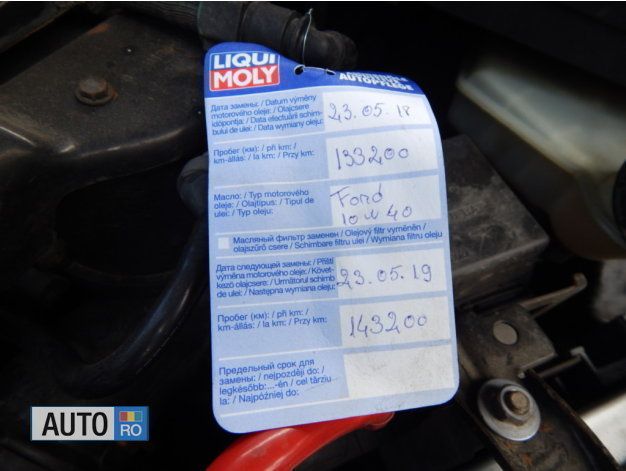 LIQUI
MOLY
AUTOPFLEGE
Дата замены: / Datum výměny
motorového oleje: / Olajcsere
időpontja: / Data efectuării schim-
bului de ulei: / Data wymiany oleju:
23.05.18
Пробег (км): / při km: /
km-állás: / la km: / Przy km:
133200
Масло: / Typ motorového
oleje: / Olajtípus: / Tipul de
ulei: / Typ oleju:
Ford
10W40
Масляный фильтр заменен / Olejový filtr vyměněn /
olajszűrő csere / Schimbare filtru ulei / Wymiana filtru oleju
Дата следующей замены: / Příští
výměna motorového oleje: / Követ-
kező olajcsere: / Următorul schimb
de ulei: / Następna wymiana oleju:
23.05.19
Пробег (км): / při km: /
km-állás: / la km: / Przy km:
143200
Предельный срок для
замены: / nejpozději do: /
legkésőbb:...-én / cel târziu
la: / Najpóźniej do:
AUTO RO